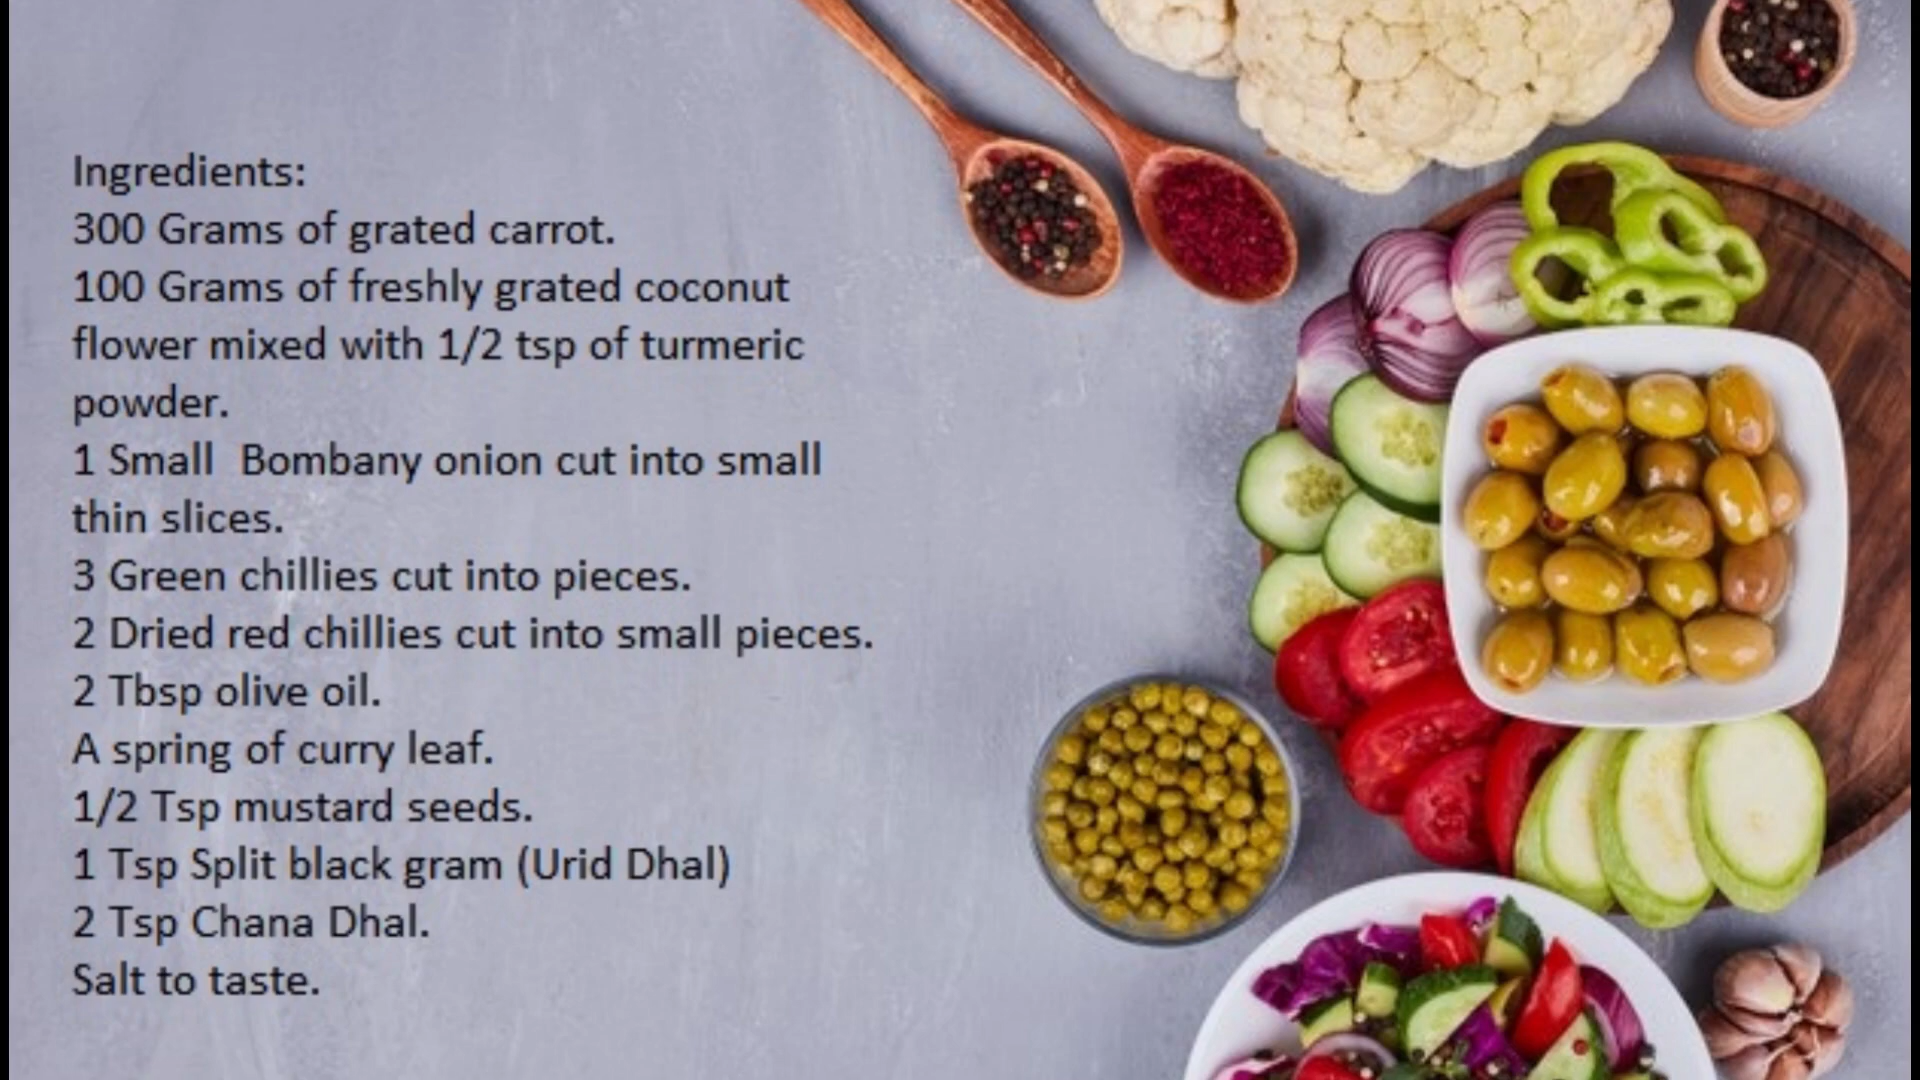 Ingredients:
300 Grams of grated carrot.
100 Grams of freshly grated coconut
flower mixed with 1/2 tsp of turmeric
powder.
1 Small  Bombany onion cut into small
thin slices.
3 Green chillies cut into pieces.
2 Dried red chillies cut into small pieces.
2 Tbsp olive oil.
A spring of curry leaf.
1/2 Tsp mustard seeds.
1 Tsp Split black gram (Urid Dhal)
2 Tsp Chana Dhal.
Salt to taste.